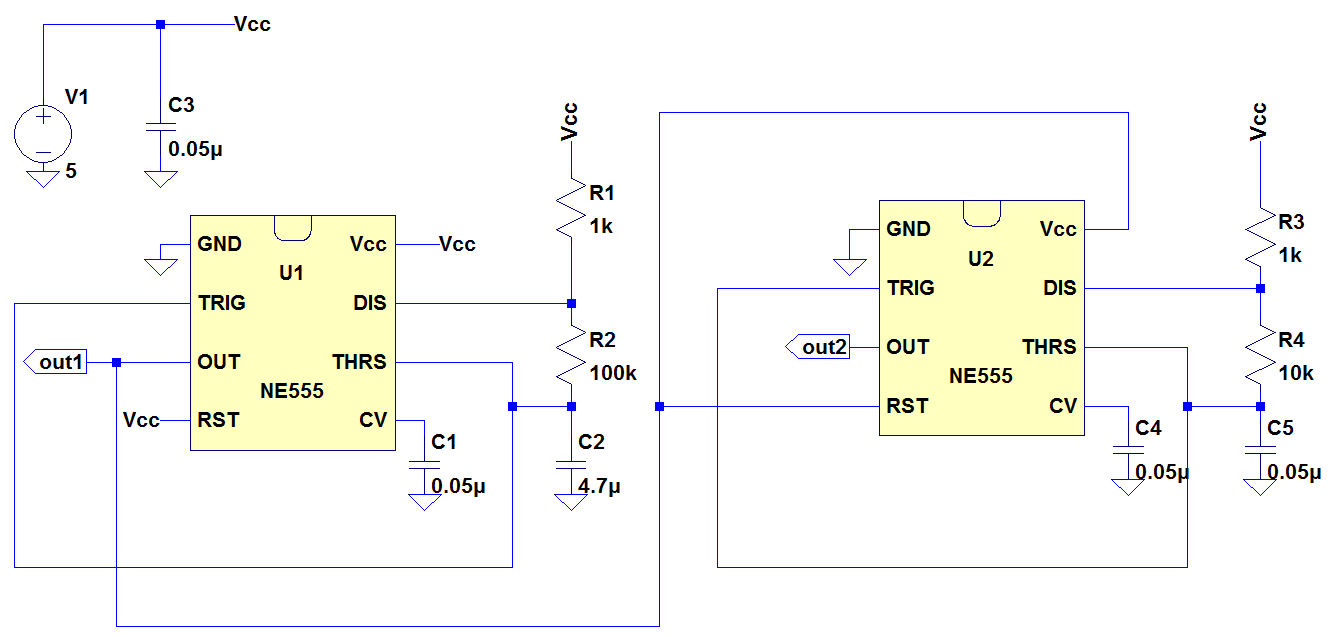 Vcc
V1
5
C3
0.05µ
Vcc
R1
1k
R2
100k
GND
Vcc
Vcc
U1
TRIG
DIS
out1
OUT
THRS
NE555
Vcc
RST
CV
C1
0.05µ
C2
4.7µ
Vcc
R3
1k
R4
10k
GND
Vcc
U2
TRIG
DIS
out2
OUT
THRS
NE555
RST
CV
C4
0.05µ
C5
0.05µ